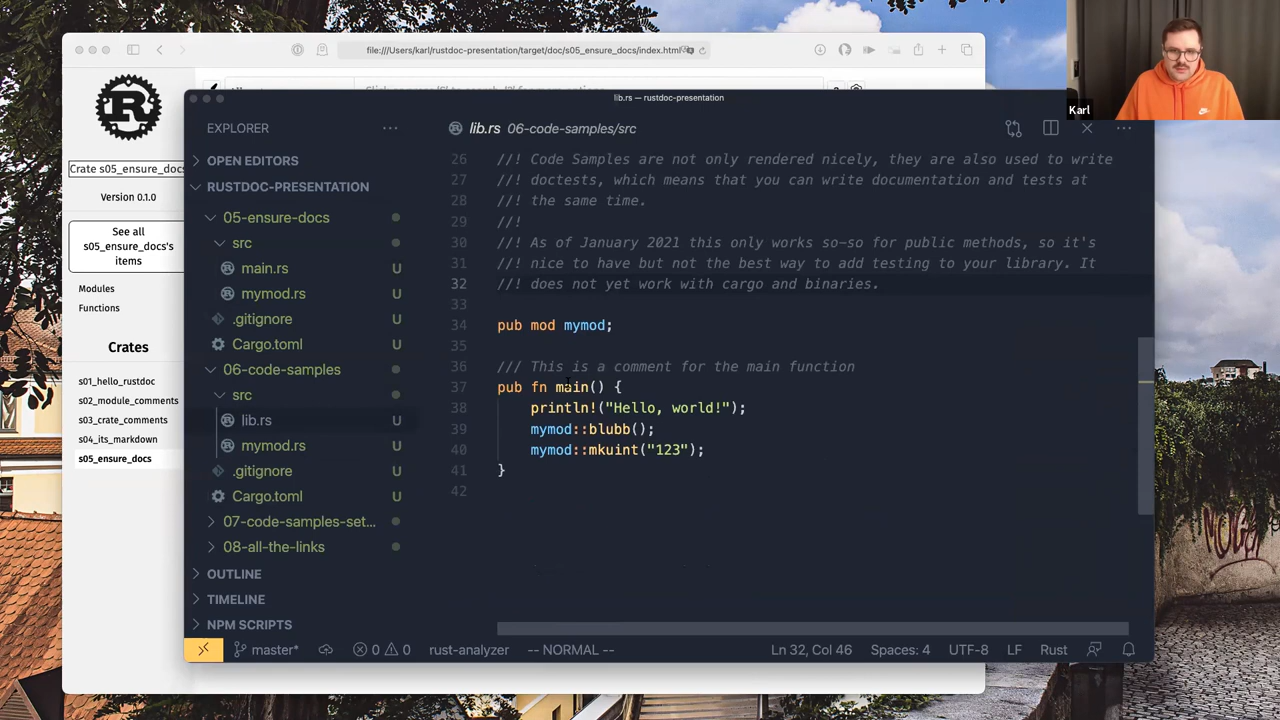 file:///Users/karl/rustdoc-presentation/target/doc/s05_ensure_docs/index.html
Crate s05_ensure_docs
Version 0.1.0
See all
s05_ensure_docs's
items
Modules
Functions
Crates
s01_hello_rustdoc
s02_module_comments
s03_crate_comments
s04_its_markdown
s05_ensure_docs
Karl
lib.rs — rustdoc-presentation
EXPLORER
OPEN EDITORS
RUSTDOC-PRESENTATION
05-ensure-docs
src
main.rs U
mymod.rs U
.gitignore U
Cargo.toml U
06-code-samples
src
lib.rs U
mymod.rs U
.gitignore U
Cargo.toml U
07-code-samples-set...
08-all-the-links
OUTLINE
TIMELINE
NPM SCRIPTS
lib.rs 06-code-samples/src
26 //! Code Samples are not only rendered nicely, they are also used to write
27 //! doctests, which means that you can write documentation and tests at
28 //! the same time.
29 //!
30 //! As of January 2021 this only works so-so for public methods, so it's
31 //! nice to have but not the best way to add testing to your library. It
32 //! does not yet work with cargo and binaries.
33
34 pub mod mymod;
35
36 /// This is a comment for the main function
37 pub fn main() {
38 println!("Hello, world!");
39 mymod::blubb();
40 mymod::mkuint("123");
41 }
42
master* 0 0 rust-analyzer -- NORMAL -- Ln 32, Col 46 Spaces: 4 UTF-8 LF Rust